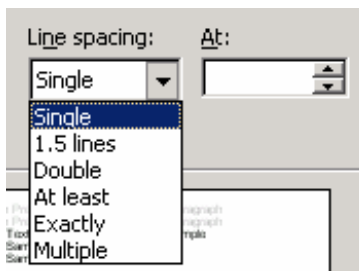 Line spacing: At:
Single
Single
1.5 lines
Double
At least
Exactly
Multiple